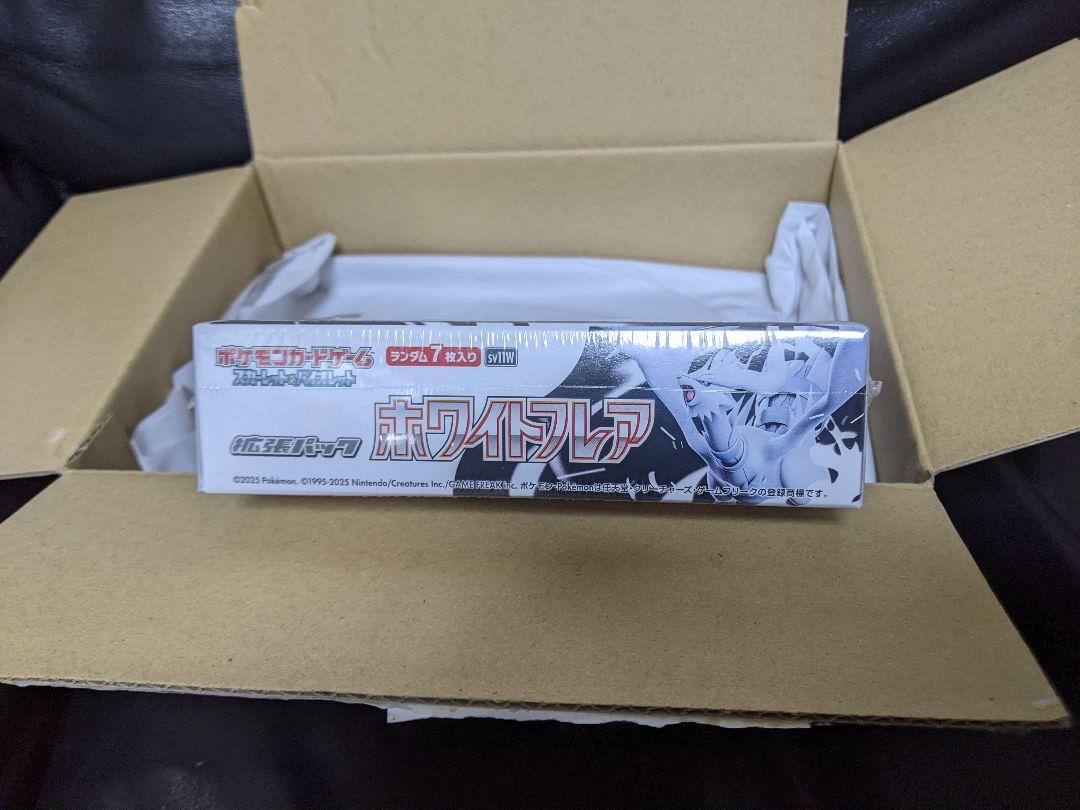 ポケモンカードゲーム
スカーレット&バイオレット
ランダム7枚入り
sv11W
拡張パック
ホワイトフレア
©2025 Pokémon. ©1995-2025 Nintendo/Creatures Inc./GAME FREAK inc. ポケモン・Pokémonは任天堂・クリーチャーズ・ゲームフリークの登録商標です。